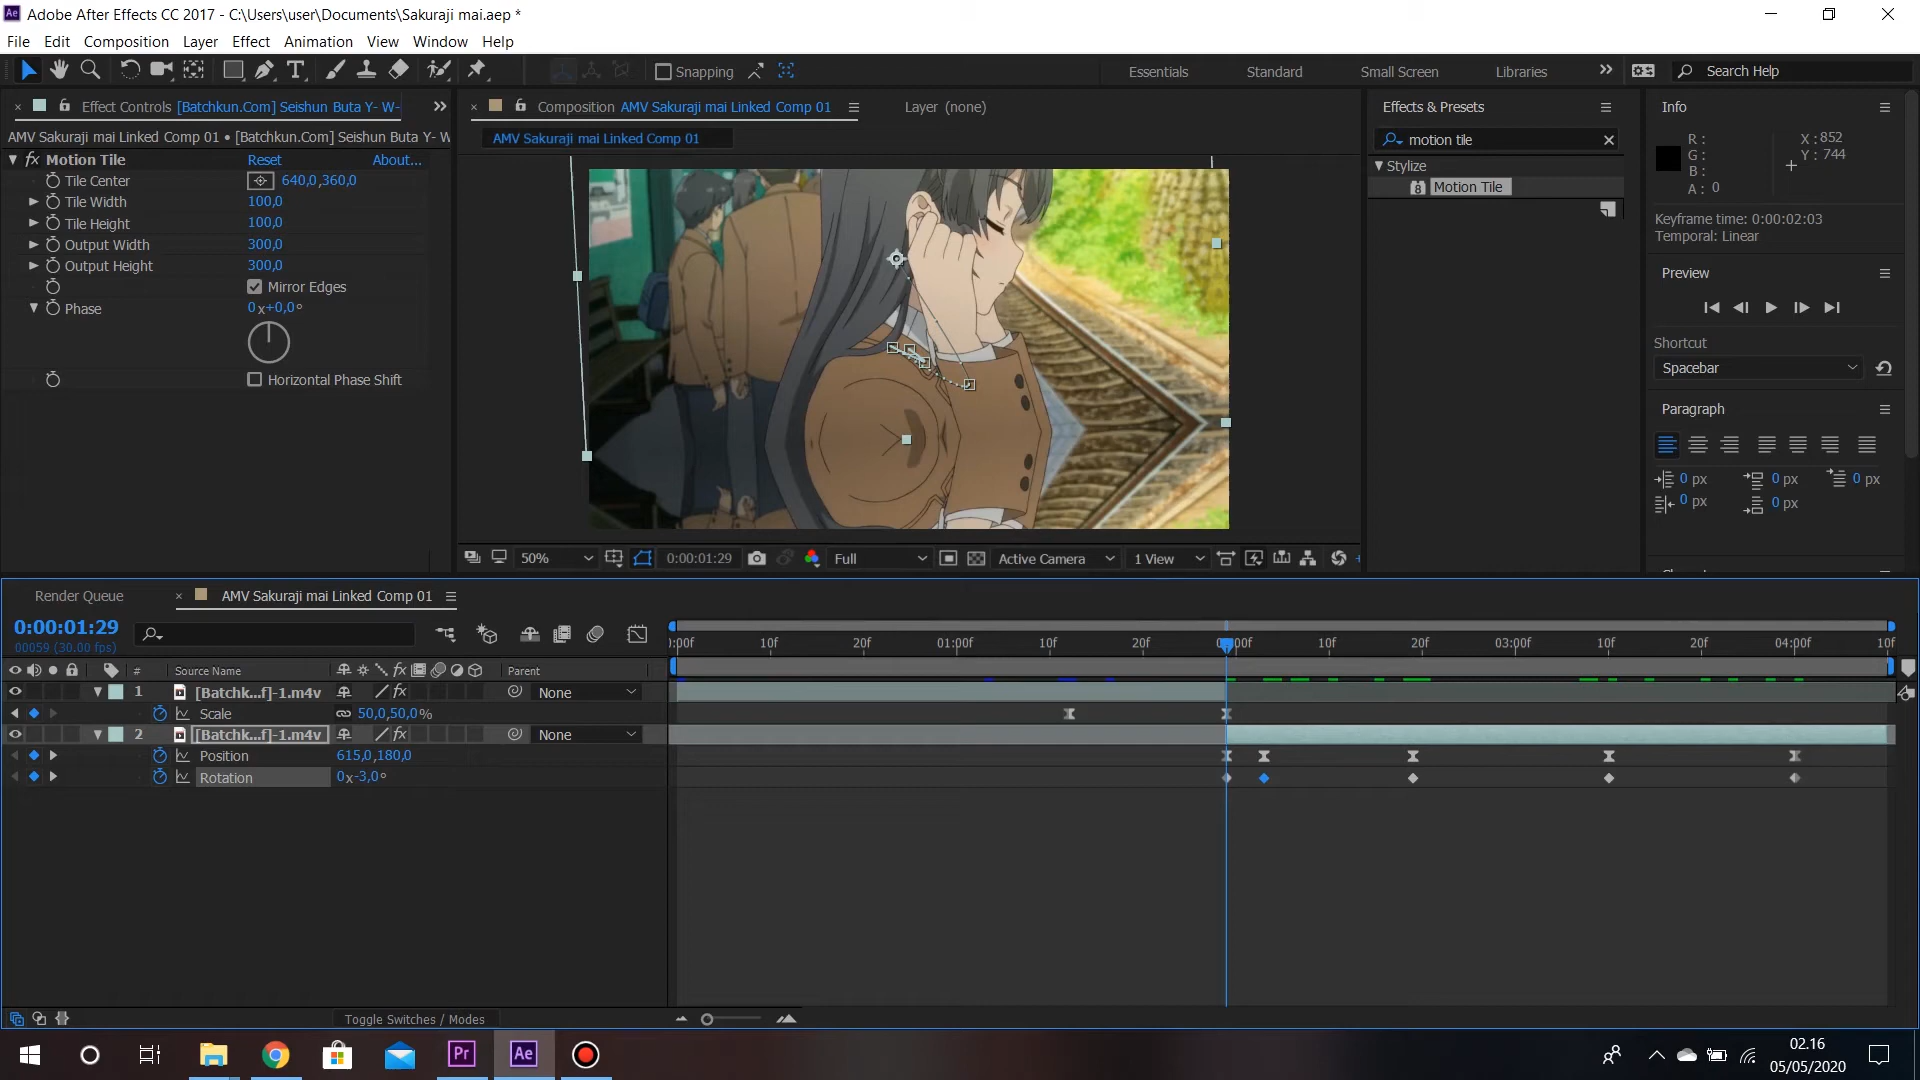 Adobe After Effects CC 2017 - C:\Users\user\Documents\Sakuraji mai.aep *
File Edit Composition Layer Effect Animation View Window Help
Snapping
Essentials Standard Small Screen Libraries Search Help
Effect Controls [Batchkun.Com] Seishun Buta Y- W-
AMV Sakuraji mai Linked Comp 01 • [Batchkun.Com] Seishun Buta Y- W
Motion Tile Reset About...
Tile Center 640,0,360,0
Tile Width 100,0
Tile Height 100,0
Output Width 300,0
Output Height 300,0
Mirror Edges
Phase 0x+0,0°
Horizontal Phase Shift
Composition AMV Sakuraji mai Linked Comp 01
Layer (none)
AMV Sakuraji mai Linked Comp 01
50% 0:00:01:29 Full Active Camera 1 View
Effects & Presets
motion tile
Stylize
Motion Tile
Info
R :
G :
B :
A : 0
X : 852
Y : 744
Keyframe time: 0:00:02:03
Temporal: Linear
Preview
Shortcut
Spacebar
Paragraph
0 px 0 px 0 px
0 px 0 px
Render Queue AMV Sakuraji mai Linked Comp 01
0:00:01:29
00059 (30.00 fps)
:00f 10f 20f 01:00f 10f 20f 10f 20f 03:00f 10f 20f 04:00f 10f
# Source Name Parent
1 [Batchk...f]-1.m4v None
Scale 50,0,50,0%
2 [Batchk...f]-1.m4v None
Position 615,0,180,0
Rotation 0x-3,0°
Toggle Switches / Modes
Pr Ae
02.16
05/05/2020